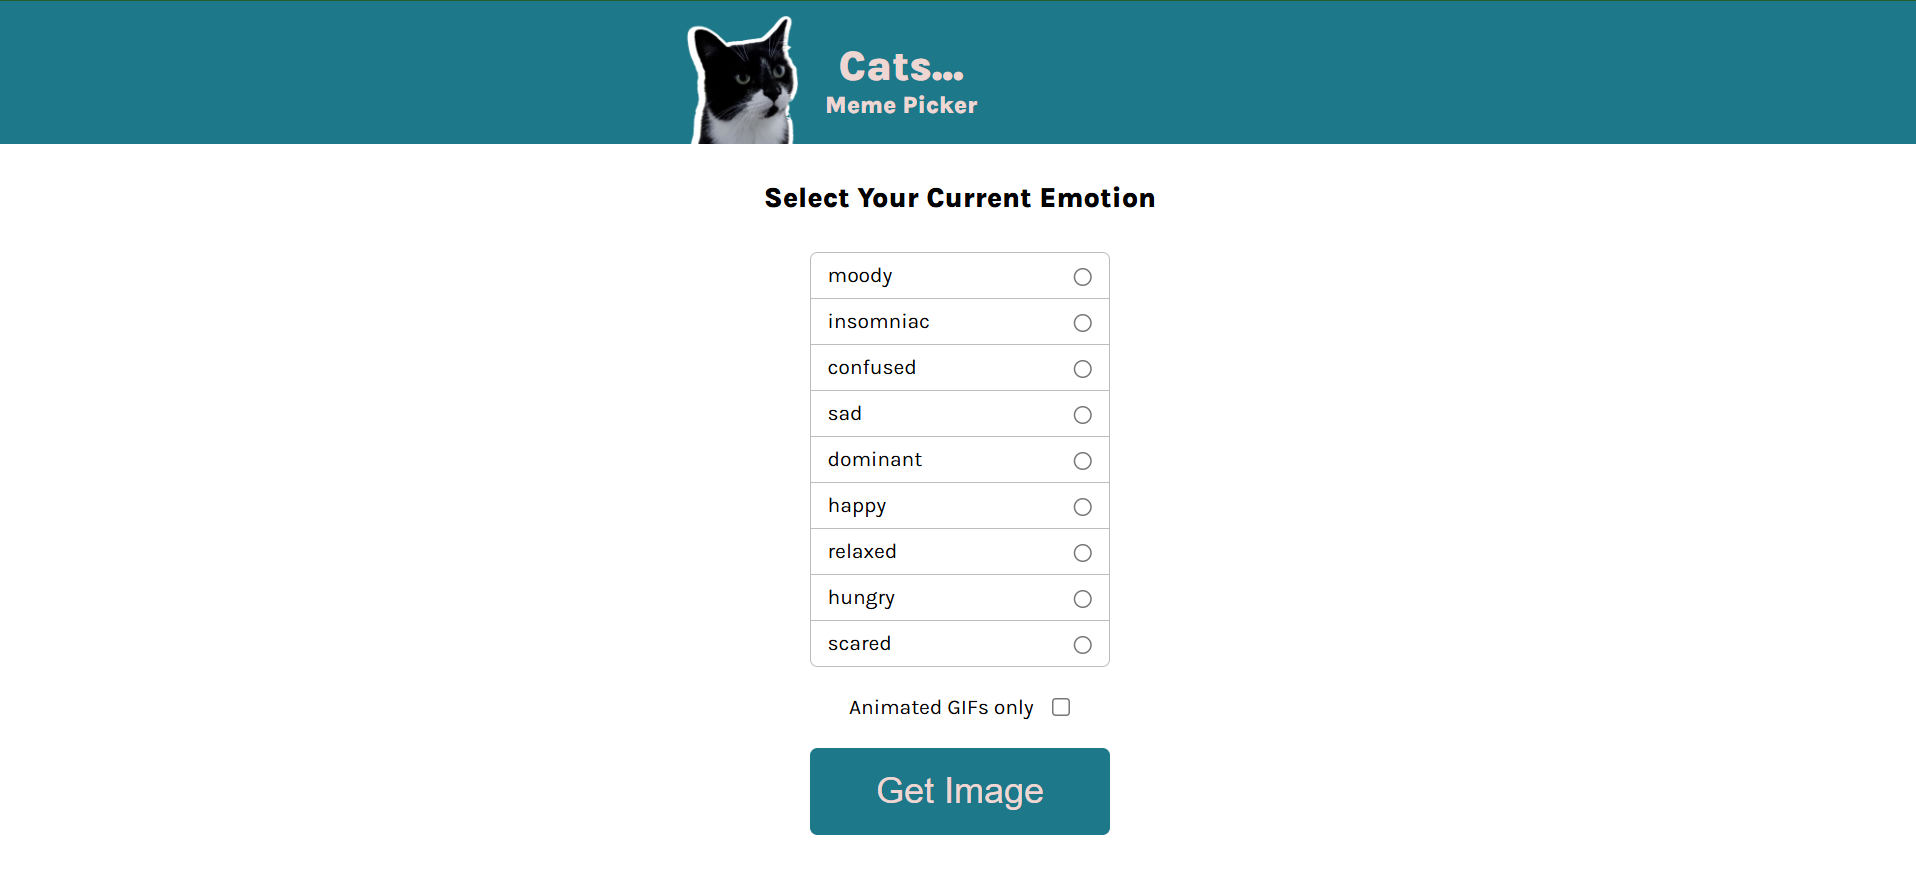 Cats...
Meme Picker
Select Your Current Emotion
moody
insomniac
confused
sad
dominant
happy
relaxed
hungry
scared
Animated GIFs only
Get Image